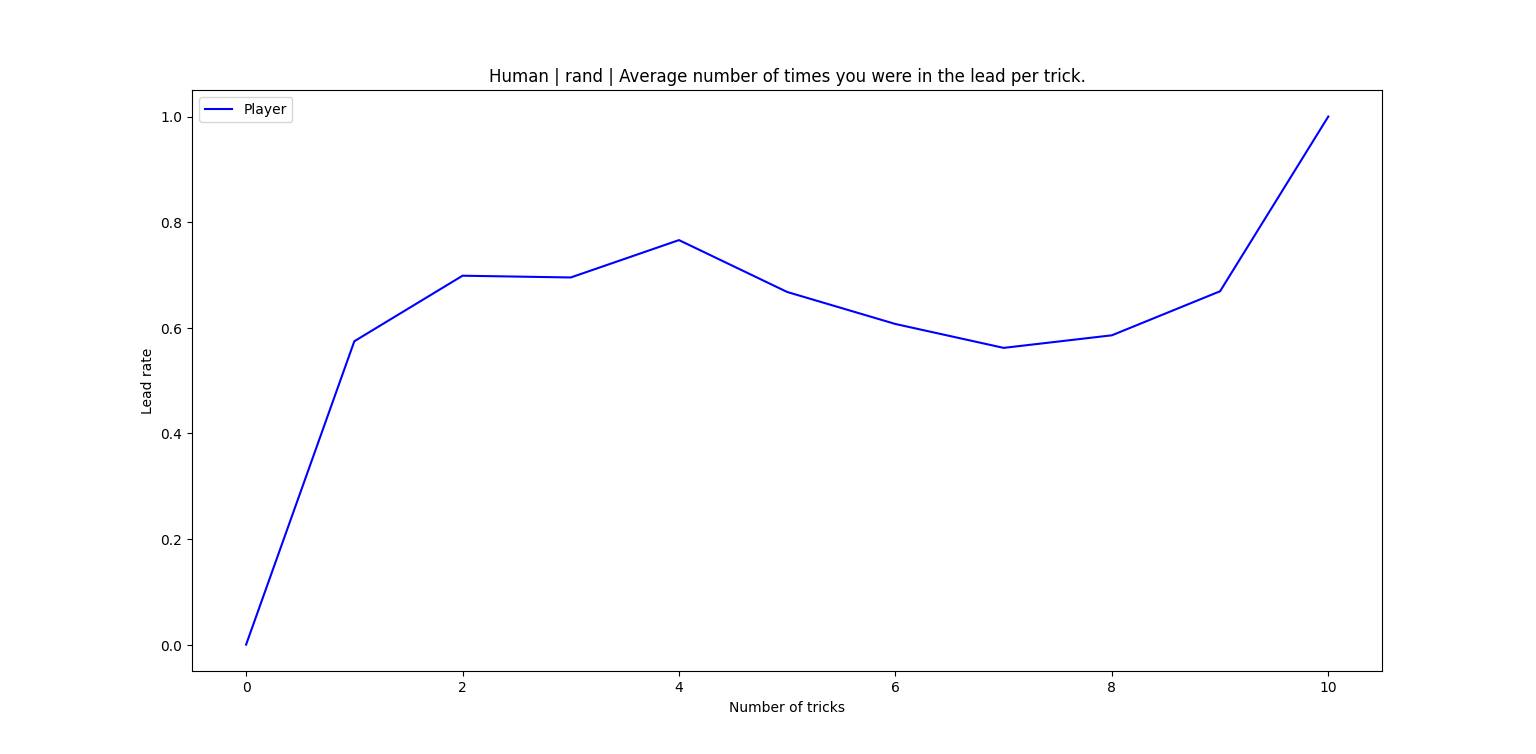 Human | rand | Average number of times you were in the lead per trick.
Player
1.0
0.8
0.6
0.4
0.2
0.0
Lead rate
0 2 4 6 8 10
Number of tricks